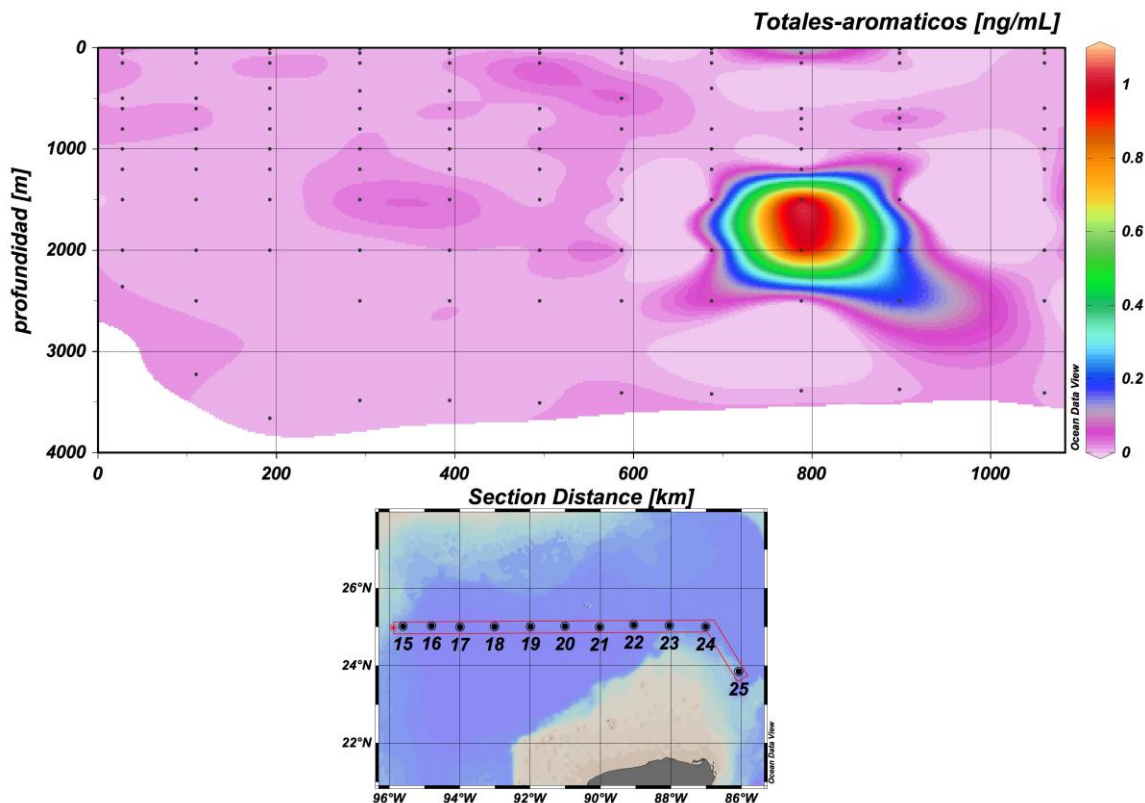 Totales-aromaticos [ng/mL]
0
1000
2000
3000
4000
profundidad [m]
0
200
400
600
800
1000
Section Distance [km]
Ocean Data View
1
0.8
0.6
0.4
0.2
0
26°N
24°N
22°N
15
16
17
18
19
20
21
22
23
24
25
96°W
94°W
92°W
90°W
88°W
86°W
Ocean Data View